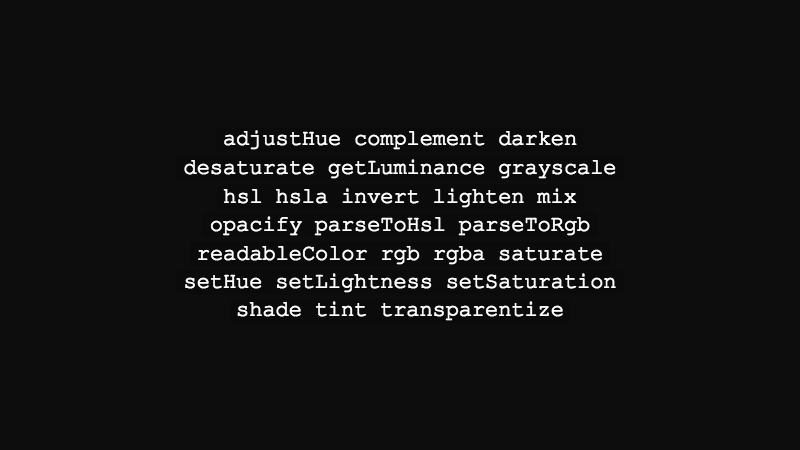 adjustHue complement darken
desaturate getLuminance grayscale
hsl hsla invert lighten mix
opacify parseToHsl parseToRgb
readableColor rgb rgba saturate
setHue setLightness setSaturation
shade tint transparentize